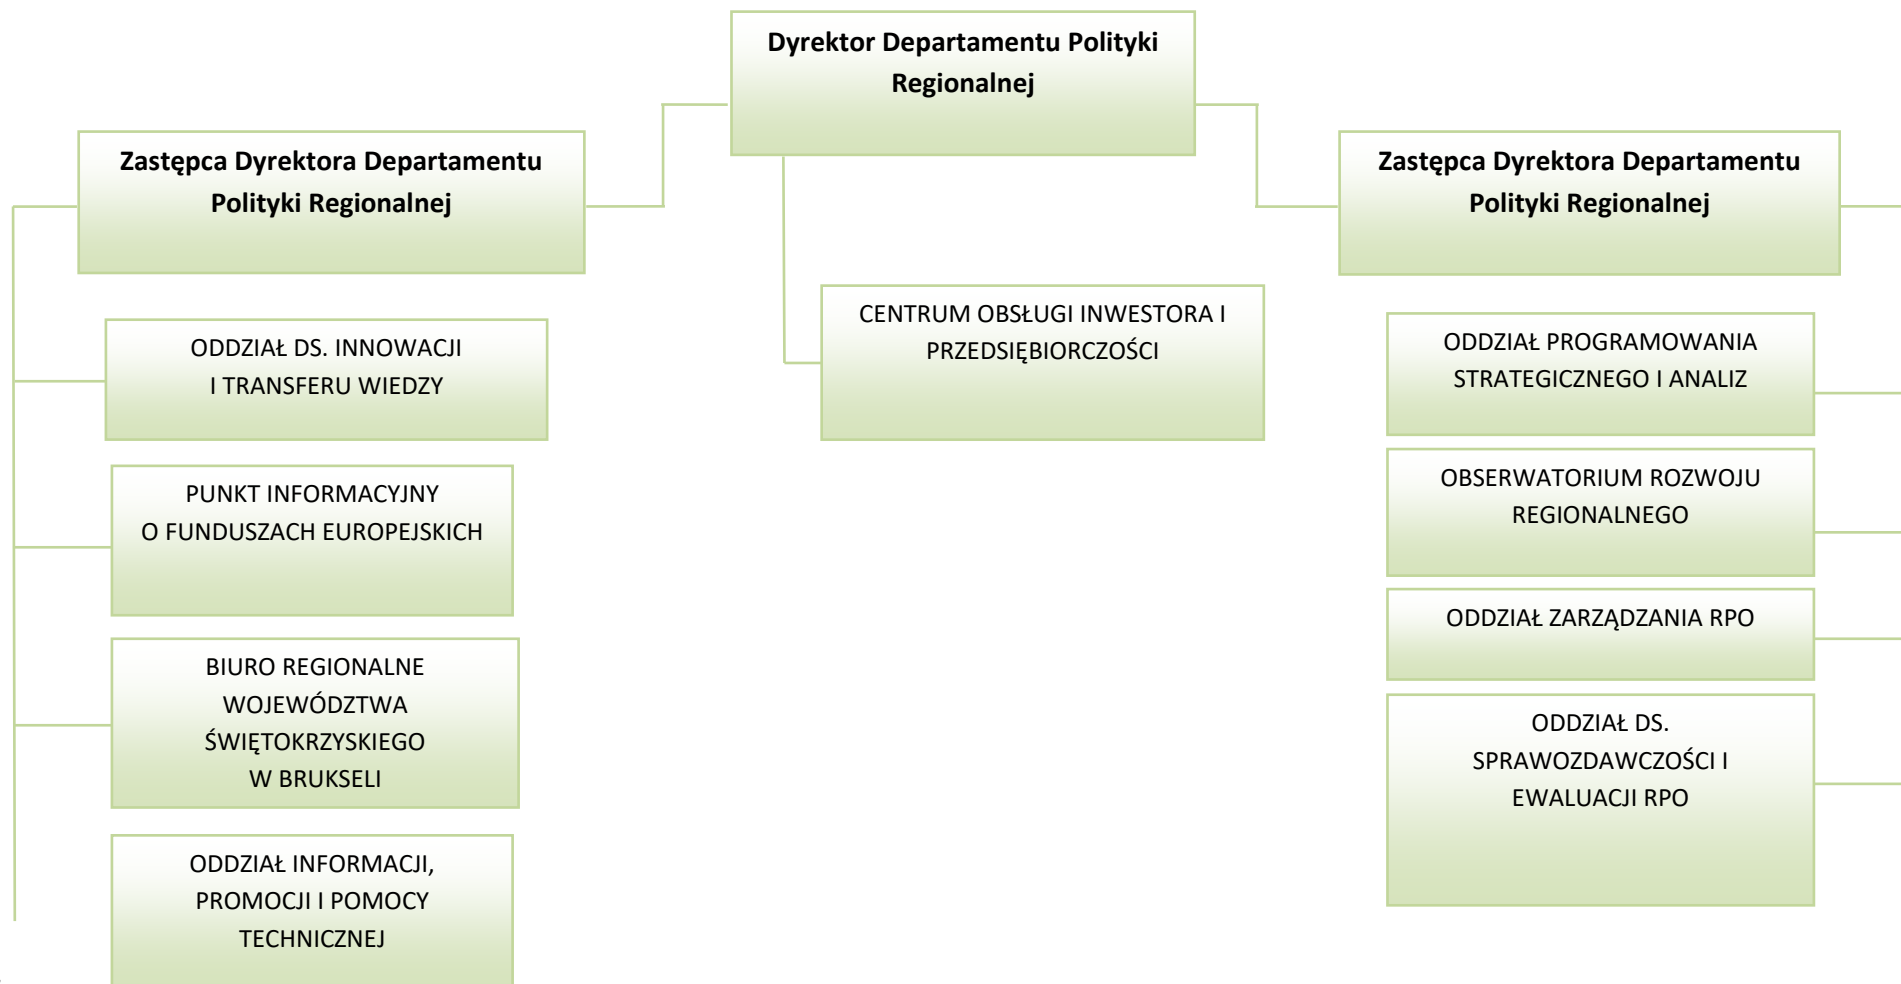 Dyrektor Departamentu Polityki
Regionalnej
Zastępca Dyrektora Departamentu
Polityki Regionalnej
Zastępca Dyrektora Departamentu
Polityki Regionalnej
CENTRUM OBSŁUGI INWESTORA I
PRZEDSIĘBIORCZOŚCI
ODDZIAŁ DS. INNOWACJI
I TRANSFERU WIEDZY
PUNKT INFORMACYJNY
O FUNDUSZACH EUROPEJSKICH
BIURO REGIONALNE
WOJEWÓDZTWA
ŚWIĘTOKRZYSKIEGO
W BRUKSELI
ODDZIAŁ INFORMACJI,
PROMOCJI I POMOCY
TECHNICZNEJ
ODDZIAŁ PROGRAMOWANIA
STRATEGICZNEGO I ANALIZ
OBSERWATORIUM ROZWOJU
REGIONALNEGO
ODDZIAŁ ZARZĄDZANIA RPO
ODDZIAŁ DS.
SPRAWOZDAWCZOŚCI I
EWALUACJI RPO